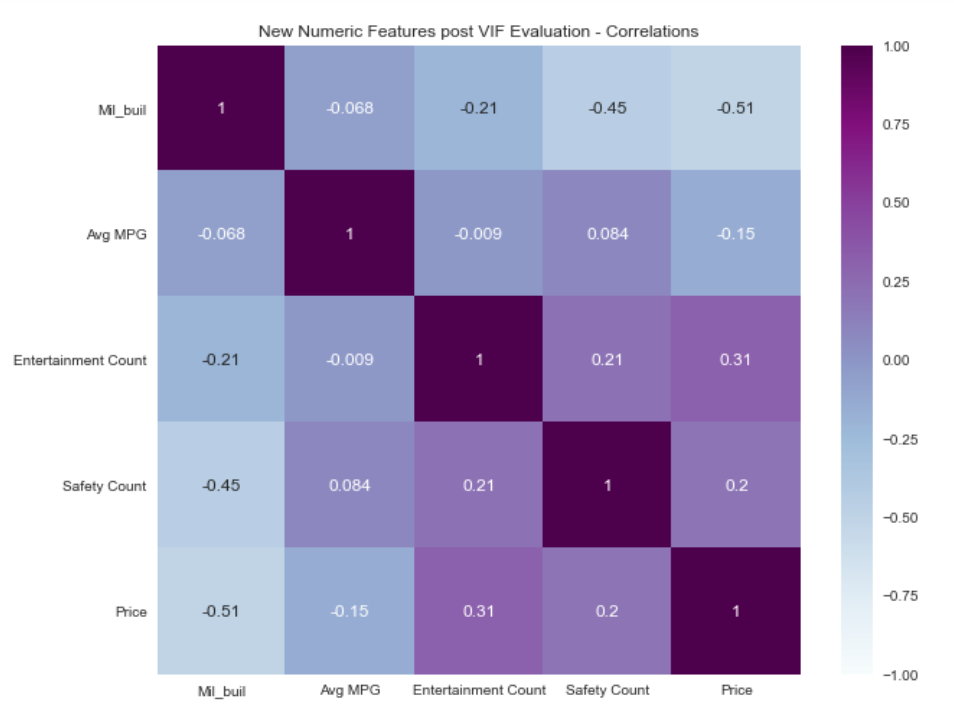 New Numeric Features post VIF Evaluation - Correlations
Mil_buil 1 -0.068 -0.21 -0.45 -0.51
Avg MPG -0.068 1 -0.009 0.084 -0.15
Entertainment Count -0.21 -0.009 1 0.21 0.31
Safety Count -0.45 0.084 0.21 1 0.2
Price -0.51 -0.15 0.31 0.2 1
Mil_buil Avg MPG Entertainment Count Safety Count Price
1.00
0.75
0.50
0.25
0.00
−0.25
−0.50
−0.75
−1.00